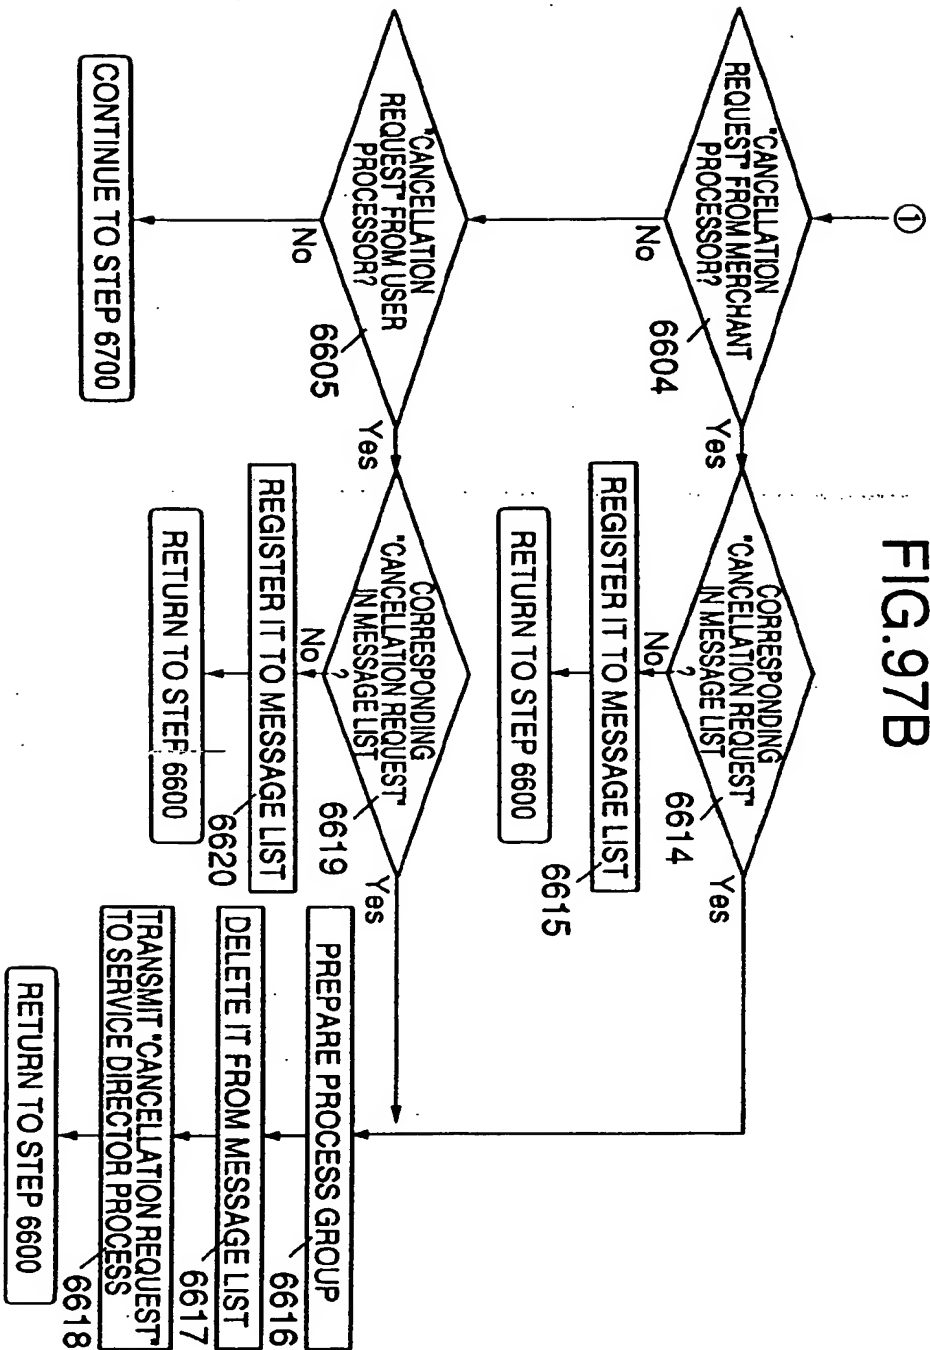 FIG.97B
①
"CANCELLATION
REQUEST" FROM MERCHANT
PROCESSOR?
6604
Yes
No
CORRESPONDING
"CANCELLATION REQUEST"
IN MESSAGE LIST
?
6614
Yes
No
REGISTER IT TO MESSAGE LIST
6615
RETURN TO STEP 6600
"CANCELLATION
REQUEST" FROM USER
PROCESSOR?
6605
Yes
No
CORRESPONDING
"CANCELLATION REQUEST"
IN MESSAGE LIST
?
6619
Yes
No
REGISTER IT TO MESSAGE LIST
6620
RETURN TO STEP 6600
PREPARE PROCESS GROUP
6616
DELETE IT FROM MESSAGE LIST
6617
TRANSMIT "CANCELLATION REQUEST"
TO SERVICE DIRECTOR PROCESS
6618
RETURN TO STEP 6600
CONTINUE TO STEP 6700